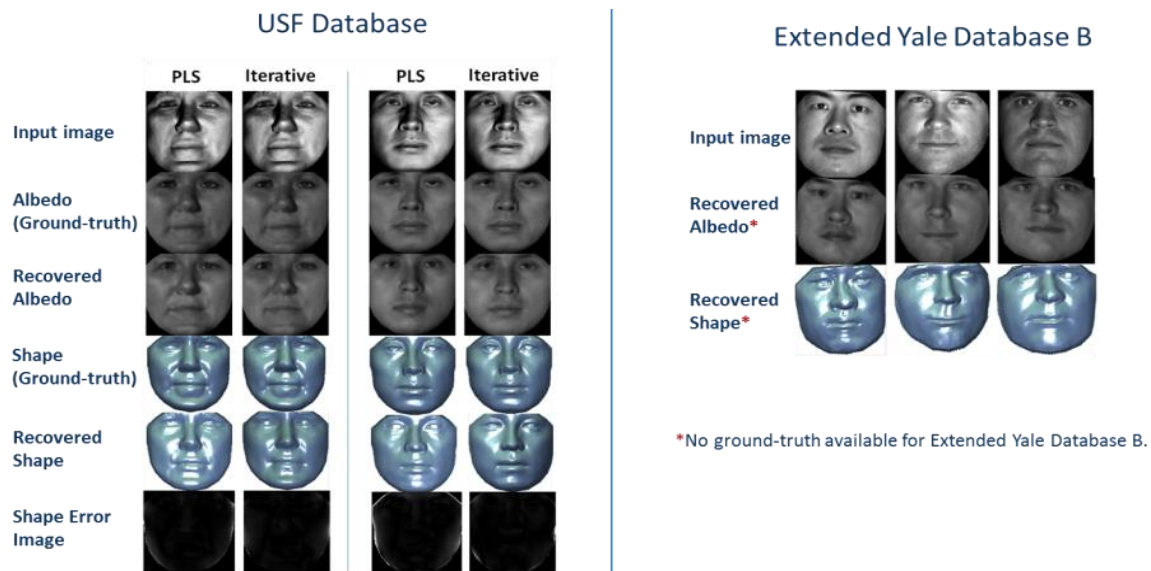 USF Database
PLS Iterative PLS Iterative
Input image
Albedo
(Ground-truth)
Recovered
Albedo
Shape
(Ground-truth)
Recovered
Shape
Shape Error
Image
Extended Yale Database B
Input image
Recovered
Albedo*
Recovered
Shape*
*No ground-truth available for Extended Yale Database B.